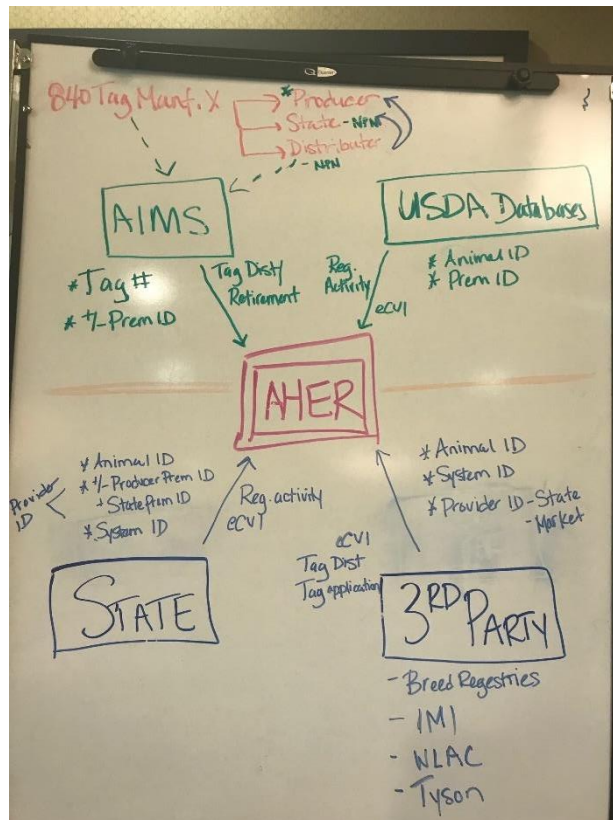 840 Tag Manf. X
*Producer
State - NPN
Distributer
- NPN
AIMS
USDA Databases
*Tag #
* +/- Prem ID
Tag Dist/
Retirement
Reg.
Activity
eCVI
* Animal ID
* Prem ID
AHER
Provider
ID
* Animal ID
* +/- Producer Prem ID
State Prem ID
* System ID
Reg. activity
eCVI
* Animal ID
* System ID
* Provider ID - State
- Market
eCVI
Tag Dist
Tag application
STATE
3RD PARTY
- Breed Regestries
- IMI
- WLAC
- Tyson